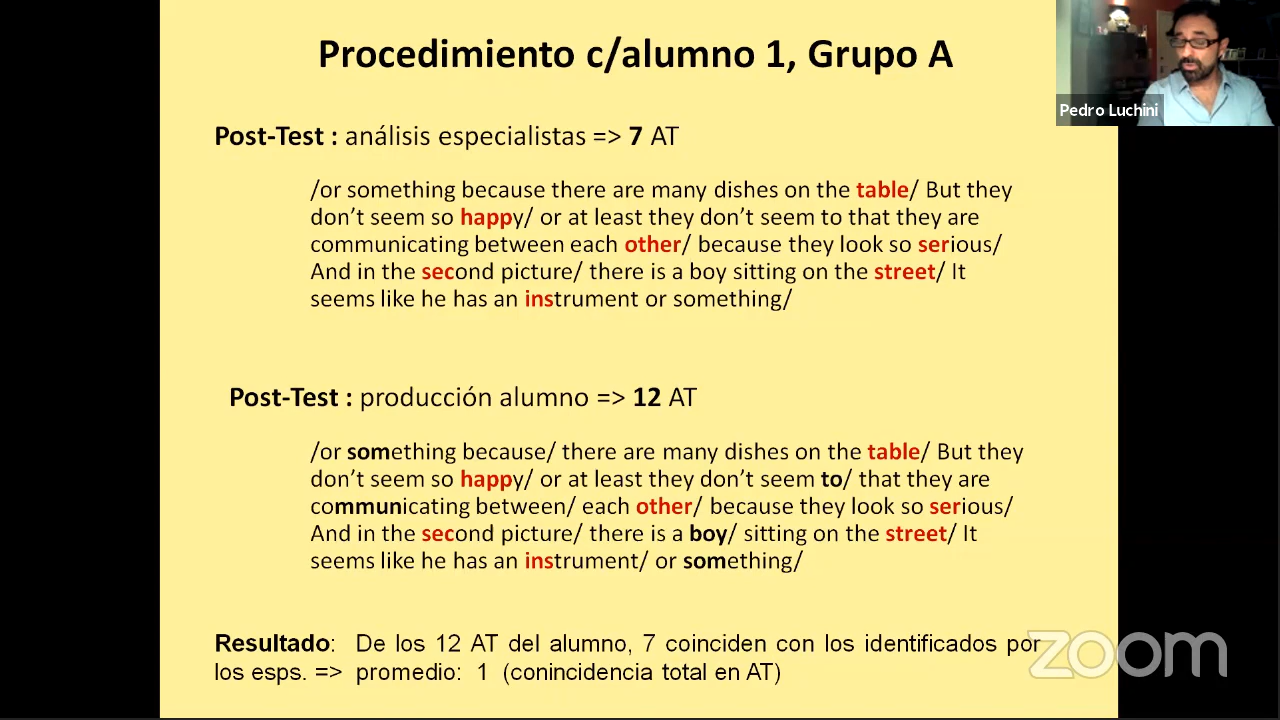 Procedimiento c/alumno 1, Grupo A
Pedro Luchini
Post-Test : análisis especialistas => 7 AT
/or something because there are many dishes on the table/ But they
don’t seem so happy/ or at least they don’t seem to that they are
communicating between each other/ because they look so serious/
And in the second picture/ there is a boy sitting on the street/ It
seems like he has an instrument or something/
Post-Test : producción alumno => 12 AT
/or something because/ there are many dishes on the table/ But they
don’t seem so happy/ or at least they don’t seem to/ that they are
communicating between/ each other/ because they look so serious/
And in the second picture/ there is a boy/ sitting on the street/ It
seems like he has an instrument/ or something/
Resultado: De los 12 AT del alumno, 7 coinciden con los identificados por
los esps. => promedio: 1 (conincidencia total en AT)
zoom